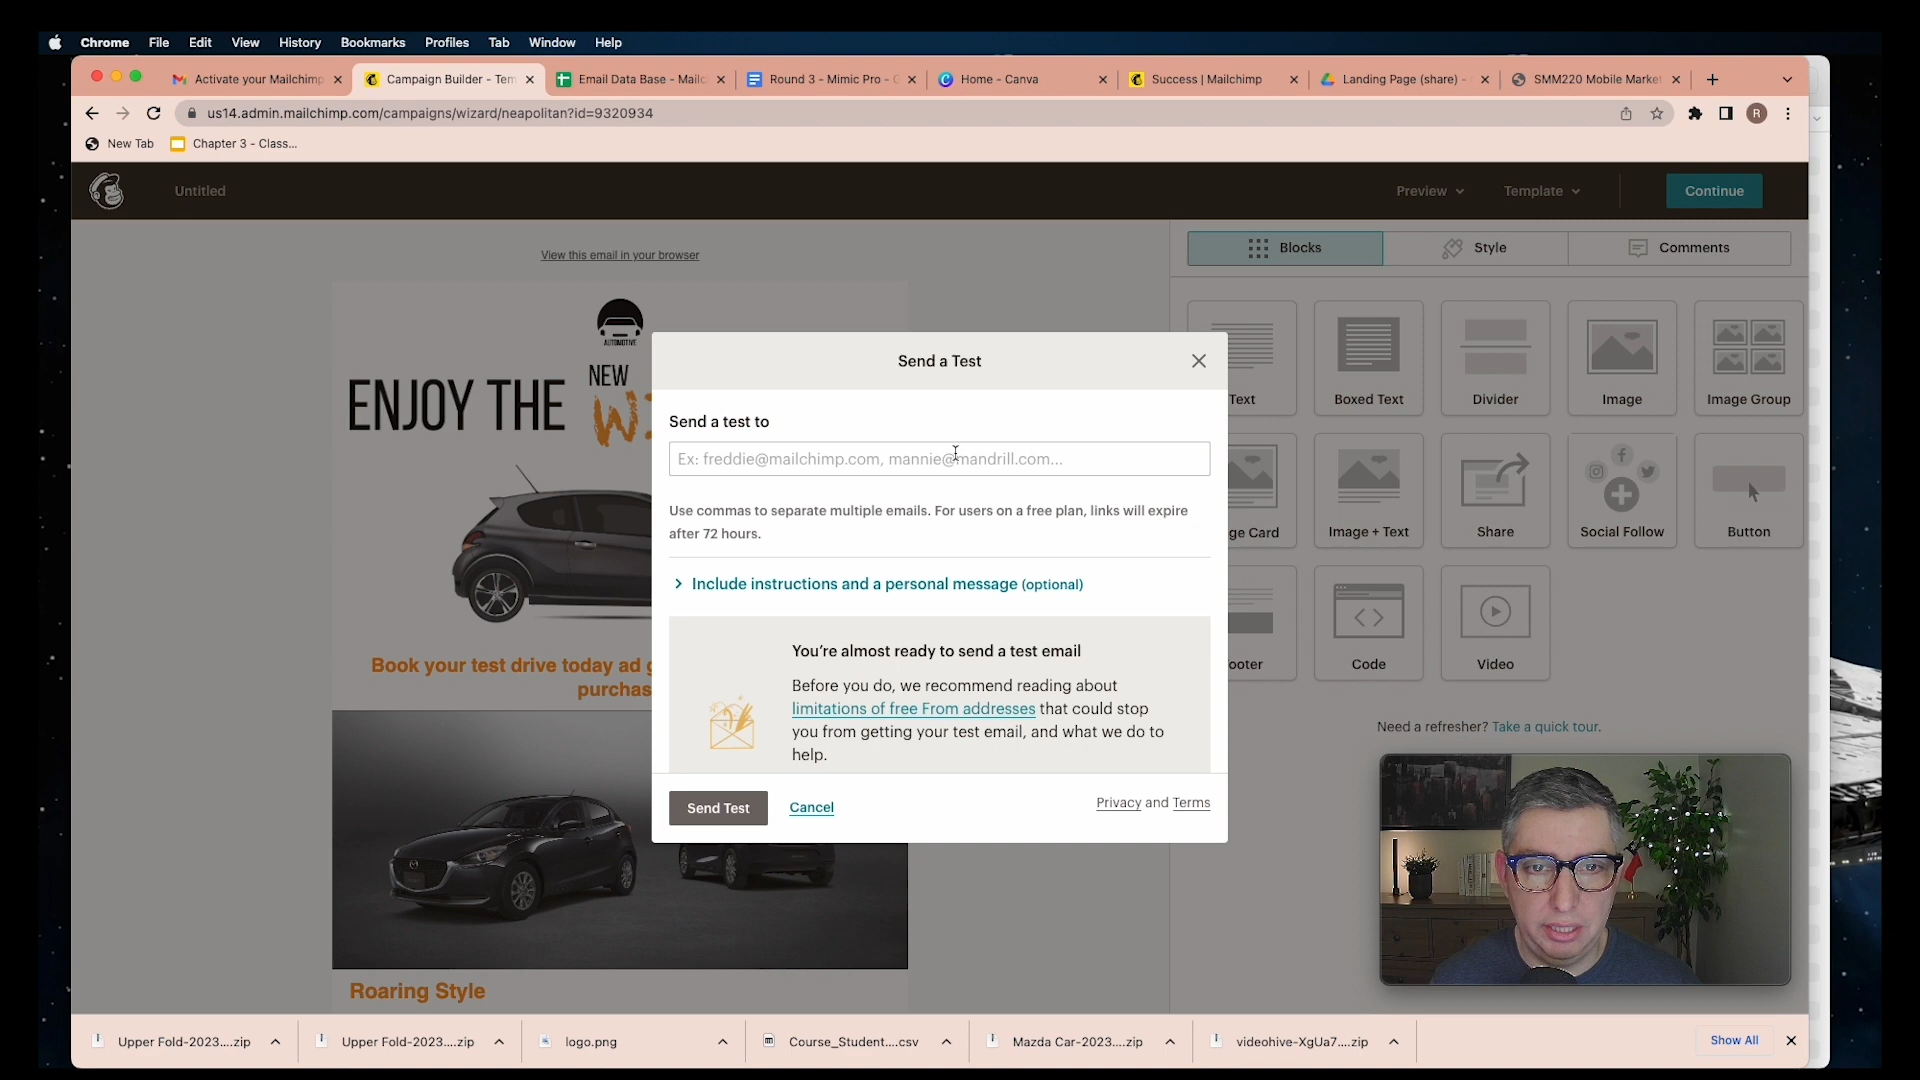 Chrome File Edit View History Bookmarks Profiles Tab Window Help
Activate your Mailchimp
Campaign Builder - Tem
Email Data Base - Mailc
Round 3 - Mimic Pro -
Home - Canva
Success | Mailchimp
Landing Page (share) -
SMM220 Mobile Market
us14.admin.mailchimp.com/campaigns/wizard/neapolitan?id=9320934
R
New Tab
Chapter 3 - Class...
Untitled
Preview
Template
Continue
View this email in your browser
Blocks
Style
Comments
AUTOMOTIVE
ENJOY THE
NEW
Text
Boxed Text
Divider
Image
Image Group
ge Card
Image + Text
Share
Social Follow
Button
ooter
Code
Video
Need a refresher? Take a quick tour.
Send a Test
Send a test to
Ex: freddie@mailchimp.com, mannie@mandrill.com...
Use commas to separate multiple emails. For users on a free plan, links will expire
after 72 hours.
Include instructions and a personal message (optional)
You're almost ready to send a test email
Before you do, we recommend reading about
limitations of free From addresses that could stop
you from getting your test email, and what we do to
help.
Send Test
Cancel
Privacy and Terms
Book your test drive today ad
purchas
Roaring Style
Upper Fold-2023....zip
Upper Fold-2023....zip
logo.png
Course_Student....csv
Mazda Car-2023....zip
videohive-XgUa7....zip
Show All